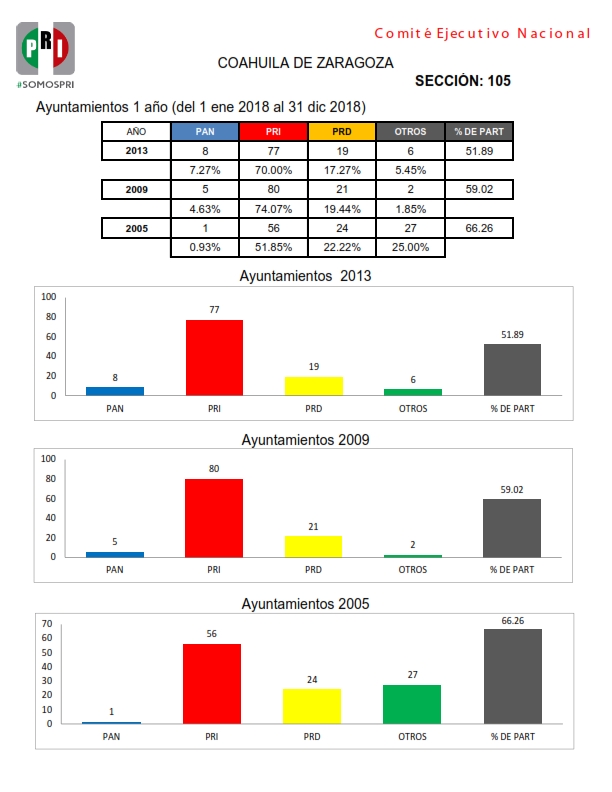 PRI
#SOMOSPRI
Comité Ejecutivo Nacional
COAHUILA DE ZARAGOZA
SECCIÓN: 105
Ayuntamientos 1 año (del 1 ene 2018 al 31 dic 2018)
AÑO PAN PRI PRD OTROS % DE PART
2013 8 77 19 6 51.89
7.27% 70.00% 17.27% 5.45%
2009 5 80 21 2 59.02
4.63% 74.07% 19.44% 1.85%
2005 1 56 24 27 66.26
0.93% 51.85% 22.22% 25.00%
Ayuntamientos 2013
100
80
60
40
20
0
8 77 19 6 51.89
PAN PRI PRD OTROS % DE PART
Ayuntamientos 2009
100
80
60
40
20
0
5 80 21 2 59.02
PAN PRI PRD OTROS % DE PART
Ayuntamientos 2005
70
60
50
40
30
20
10
0
1 56 24 27 66.26
PAN PRI PRD OTROS % DE PART